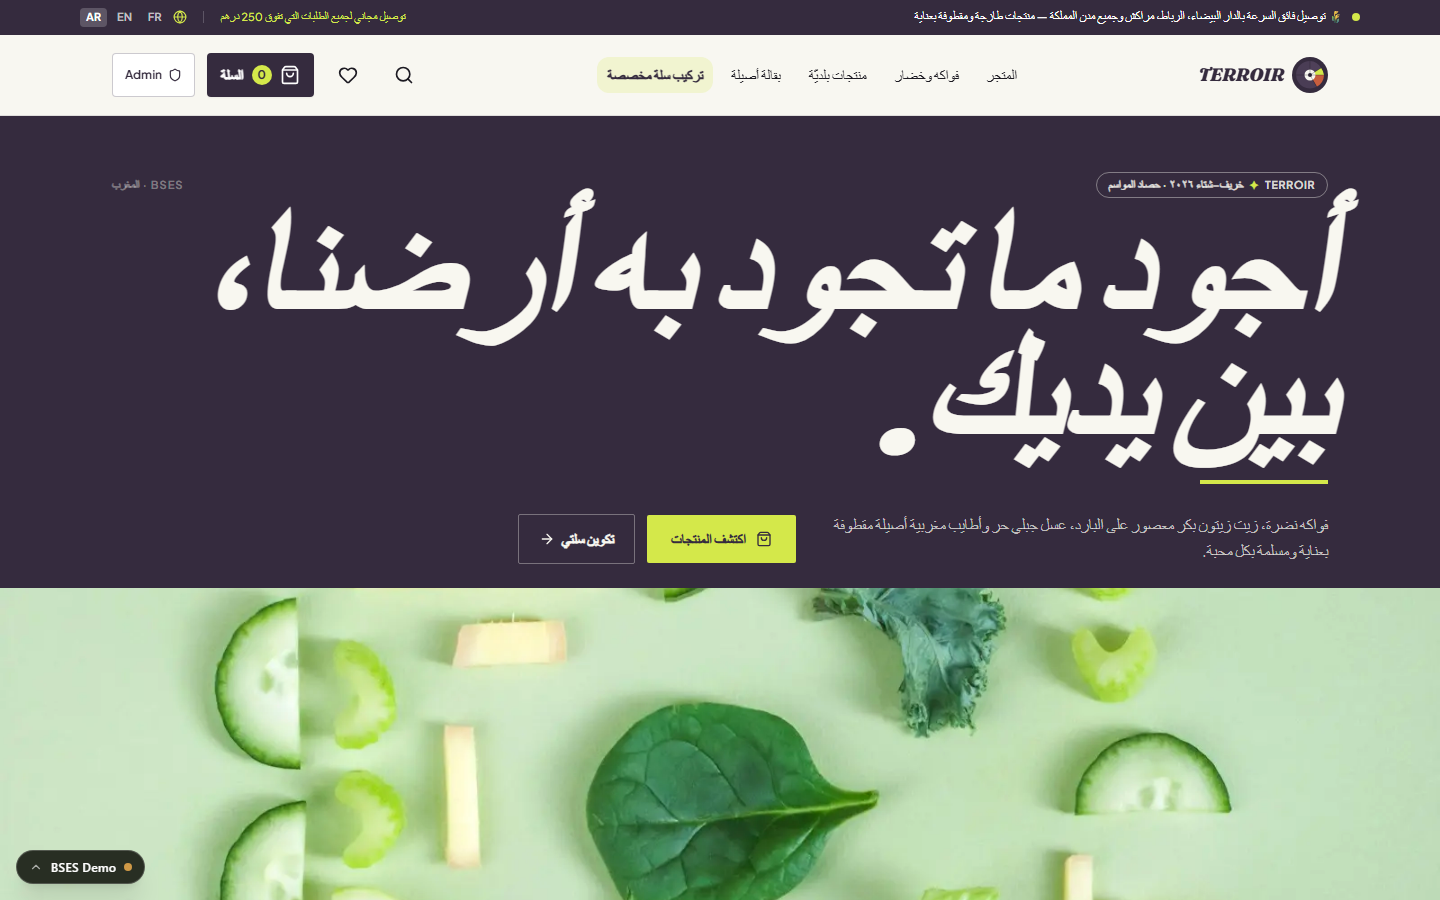 🌾 توصيل فائق السرعة بالدار البيضاء، الرباط، مراكش وجميع مدن المملكة — منتجات طازجة ومقطوفة بعناية
توصيل مجاني لجميع الطلبات التي تفوق 250 درهم
FR EN AR
TERROIR
المتجر
فواكه وخضار
منتجات بلديّة
بقالة أصيلة
تركيب سلة مخصصة
0 السلة
Admin
TERROIR ✦ خريف–شتاء ٢٠٢٦ · حصاد المواسم
BSES · المغرب
أجود ما تجود به أرضنا،
بين يديك.
فواكه نضرة، زيت زيتون بكر معصور على البارد، عسل جبلي حر وأطايب مغربية أصيلة مقطوفة
بعناية ومسلمة بكل محبة.
اكتشف المنتجات
تكوين سلتي
BSES Demo